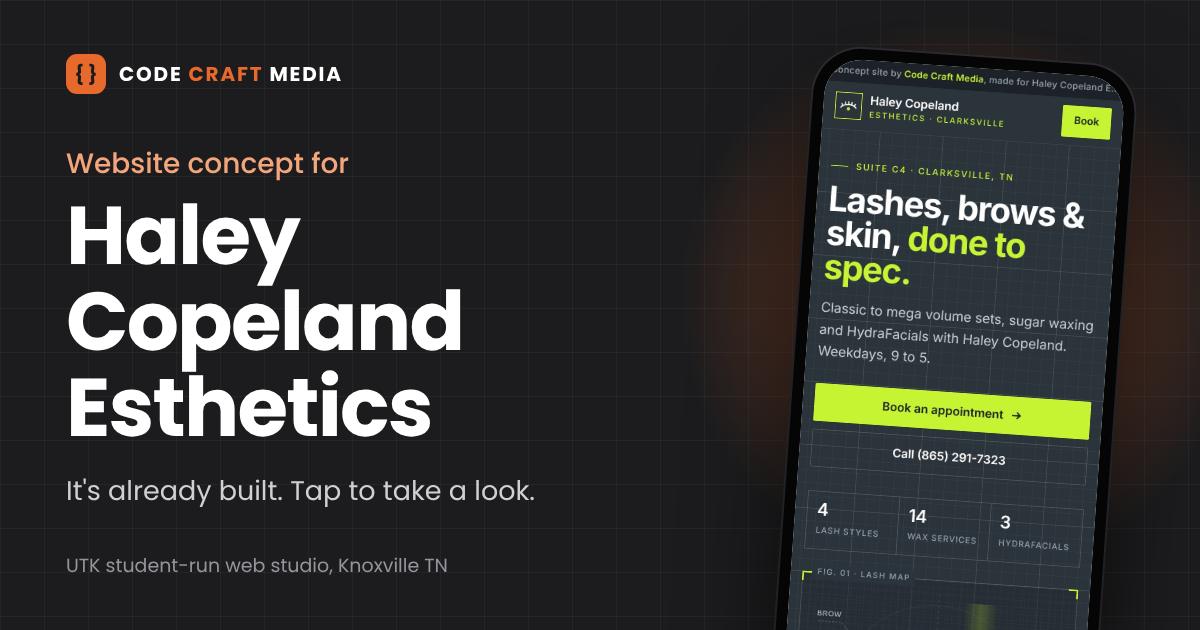 { } CODE CRAFT MEDIA
Website concept for
Haley
Copeland
Esthetics
It's already built. Tap to take a look.
UTK student-run web studio, Knoxville TN
concept site by Code Craft Media, made for Haley Copeland E...
Haley Copeland
ESTHETICS · CLARKSVILLE
Book
SUITE C4 · CLARKSVILLE, TN
Lashes, brows &
skin, done to
spec.
Classic to mega volume sets, sugar waxing
and HydraFacials with Haley Copeland.
Weekdays, 9 to 5.
Book an appointment →
Call (865) 291-7323
4 14 3
LASH STYLES WAX SERVICES HYDRAFACIALS
FIG. 01 · LASH MAP
BROW